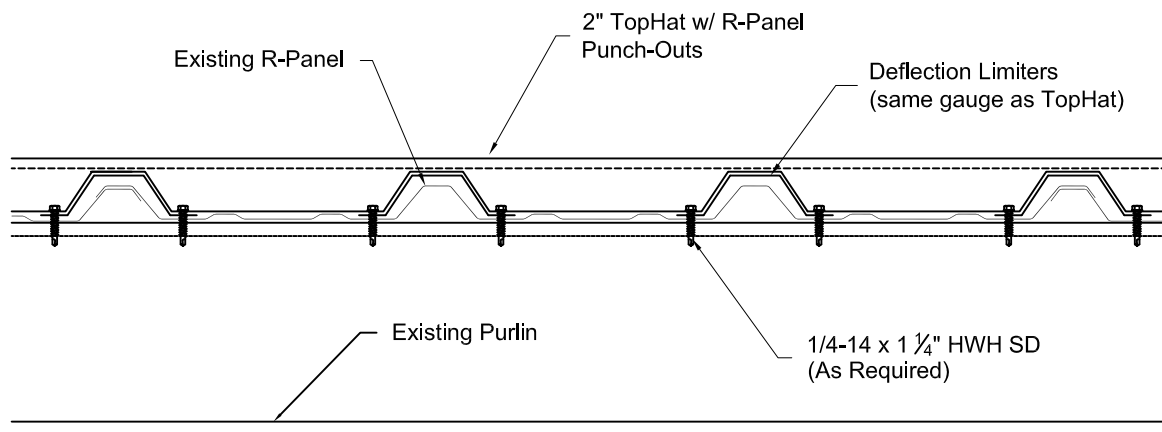 2" TopHat w/ R-Panel
Punch-Outs
Existing R-Panel
Deflection Limiters
(same gauge as TopHat)
Existing Purlin
1/4-14 x 1 ¼" HWH SD
(As Required)